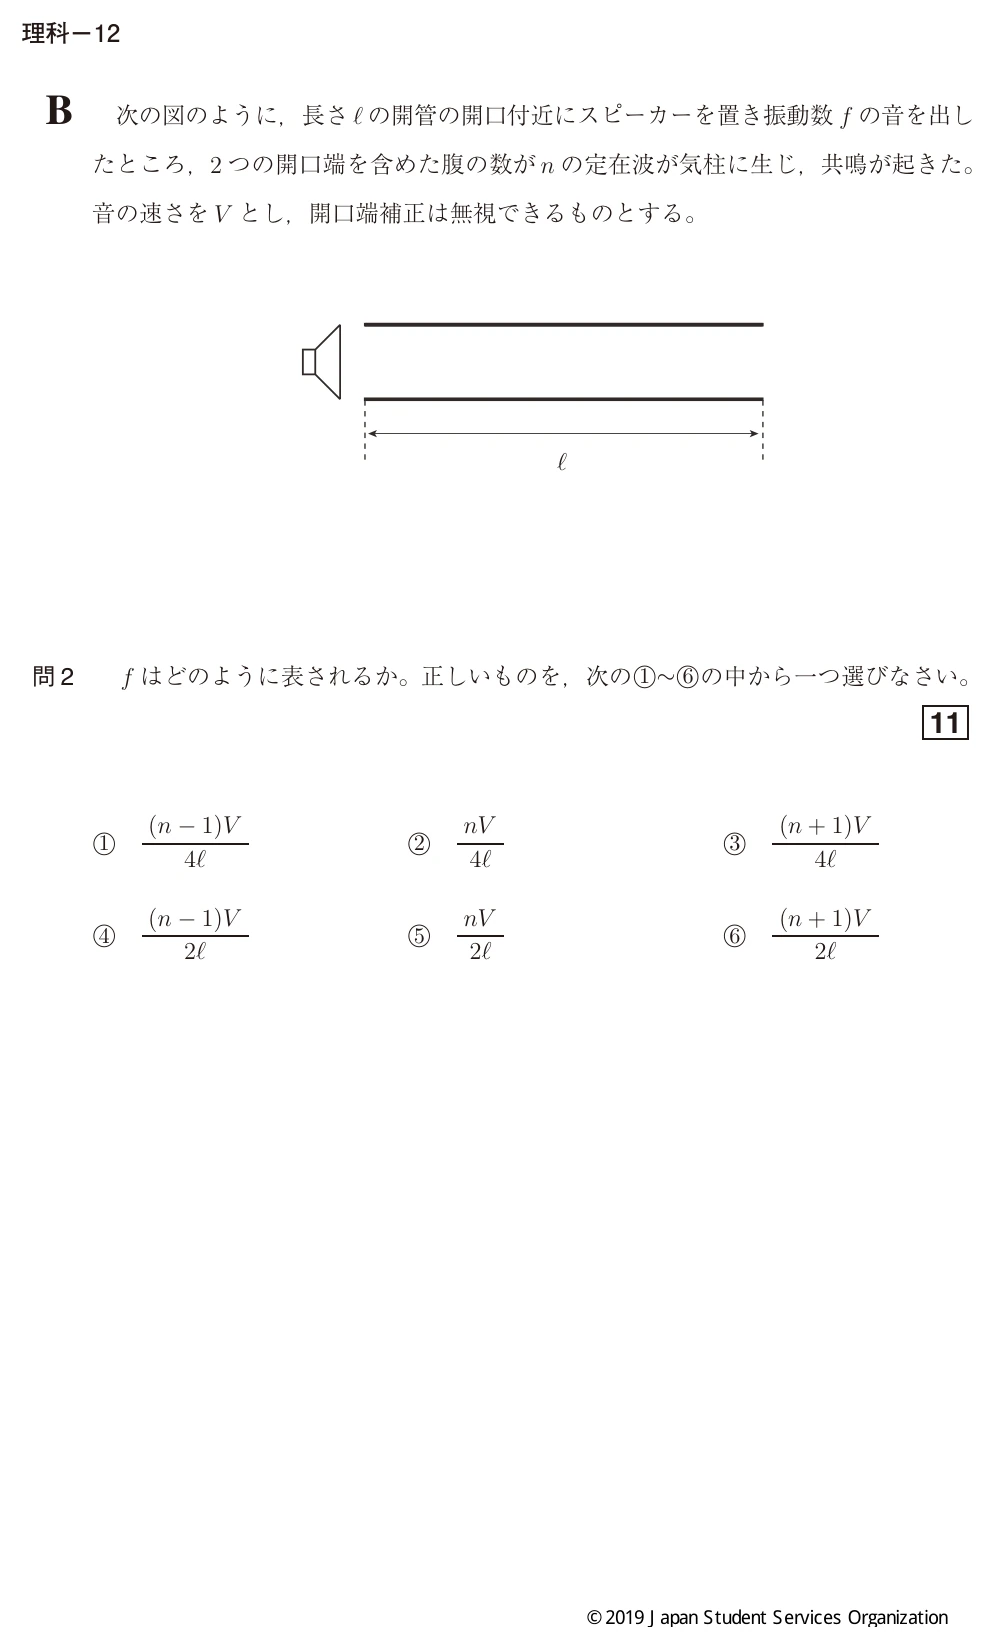 理科－12
B 次の図のように，長さℓの開管の開口付近にスピーカーを置き振動数 f の音を出し
たところ，2 つの開口端を含めた腹の数が n の定在波が気柱に生じ，共鳴が起きた。
音の速さを V とし，開口端補正は無視できるものとする。
ℓ
問 2 f はどのように表されるか。正しいものを，次の①~⑥の中から一つ選びなさい。
11
① (n − 1)V / 4ℓ ② nV / 4ℓ ③ (n + 1)V / 4ℓ
④ (n − 1)V / 2ℓ ⑤ nV / 2ℓ ⑥ (n + 1)V / 2ℓ
© 2019 Japan Student Services Organization